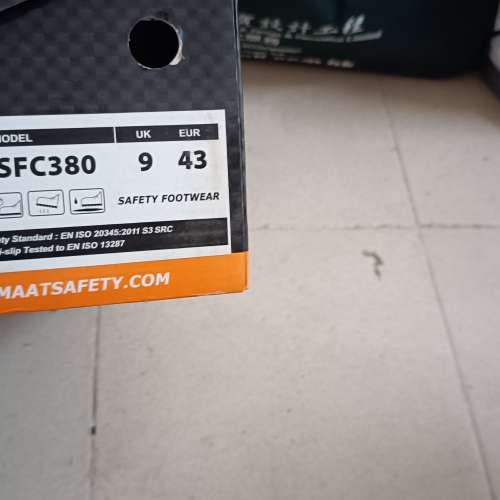 MODEL UK EUR
SFC380 9 43
SAFETY FOOTWEAR
ty Standard : EN ISO 20345:2011 S3 SRC
i-slip Tested to EN ISO 13287
MAATSAFETY.COM